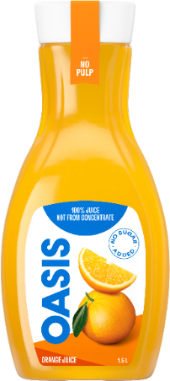 NO
PULP
100% JUICE
NOT FROM CONCENTRATE
OASIS
NO SUGAR
ADDED
ORANGE JUICE
1.5 L